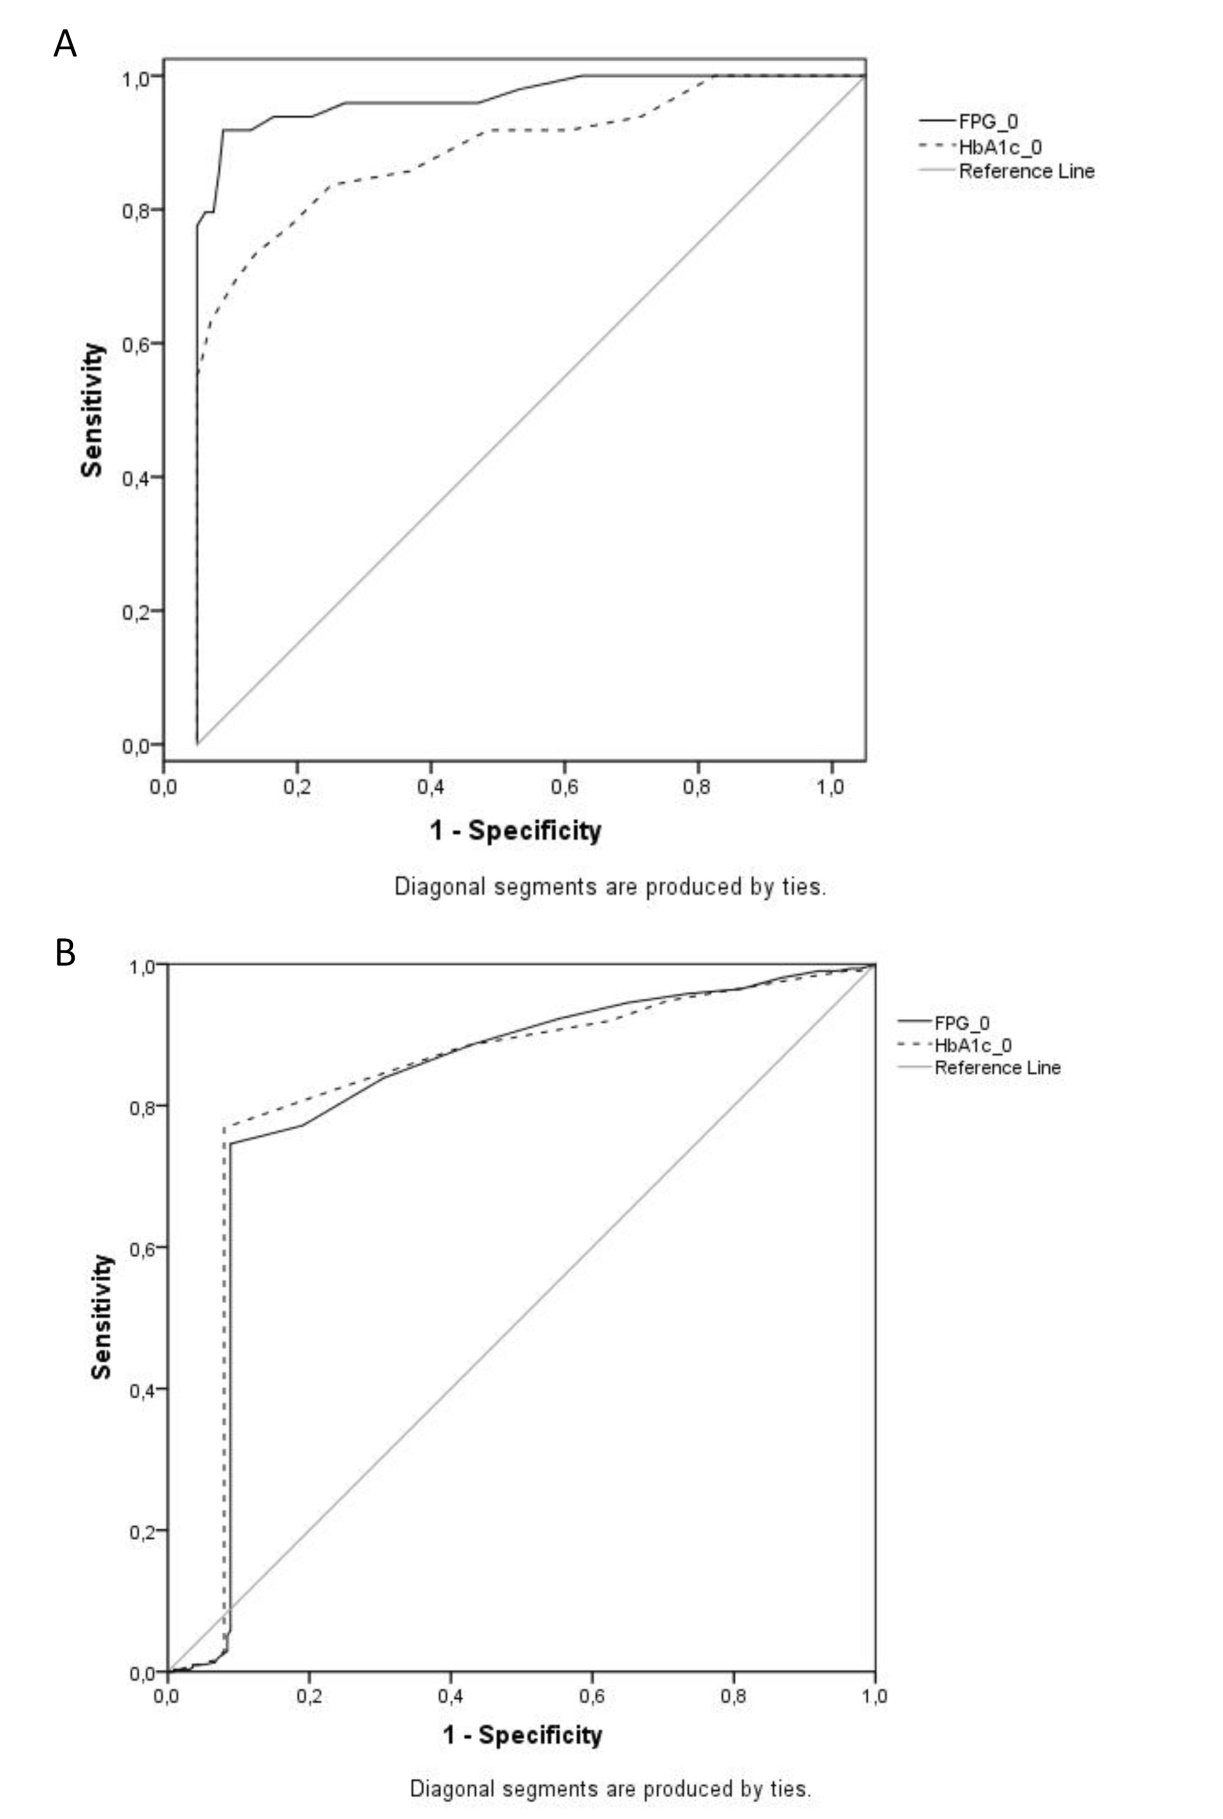 A
1,0
0,8
0,6
0,4
0,2
0,0
Sensitivity
0,0 0,2 0,4 0,6 0,8 1,0
1 - Specificity
FPG_0
HbA1c_0
Reference Line
Diagonal segments are produced by ties.
B
1,0
0,8
0,6
0,4
0,2
0,0
Sensitivity
0,0 0,2 0,4 0,6 0,8 1,0
1 - Specificity
FPG_0
HbA1c_0
Reference Line
Diagonal segments are produced by ties.